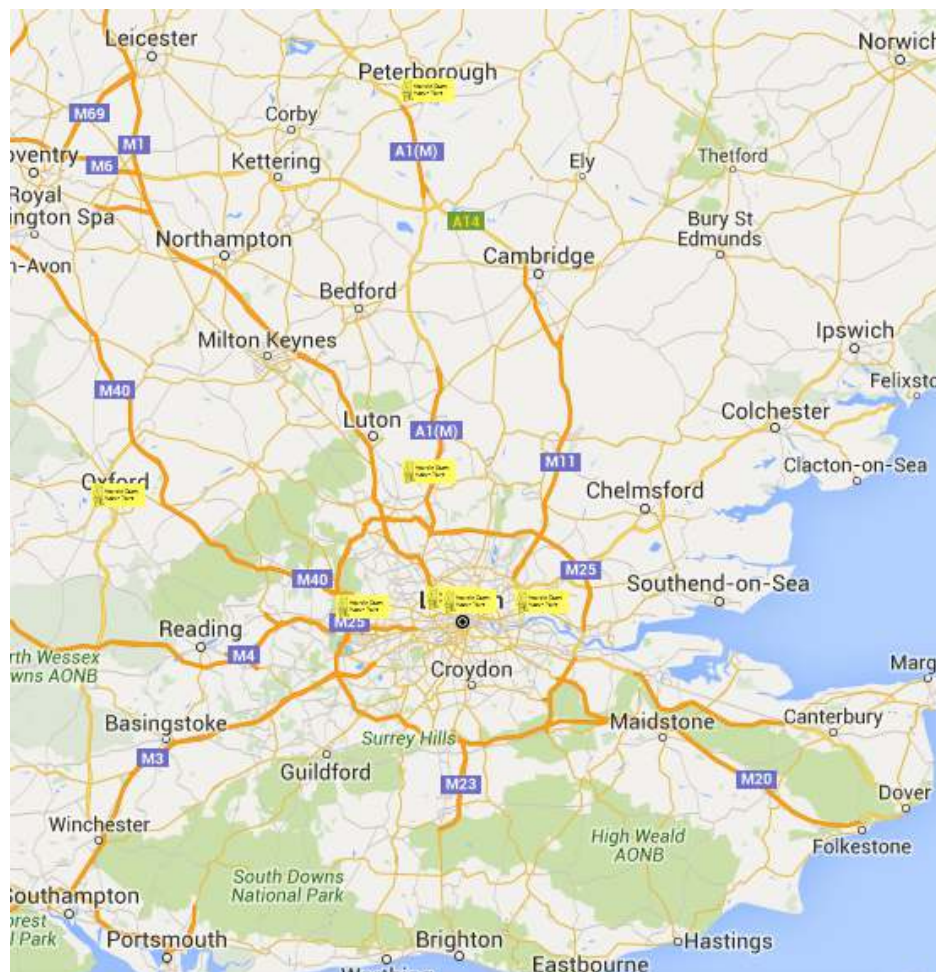 Leicester
Norwich
Peterborough
M69
Corby
M1
A1(M)
oventry
M6
Kettering
Ely
Thetford
Royal
ington Spa
A14
Bury St
Edmunds
Northampton
Cambridge
n-Avon
Bedford
Milton Keynes
Ipswich
M40
Felixsto
Luton
A1(M)
Colchester
M11
Clacton-on-Sea
Oxford
Chelmsford
M40
M25
Southend-on-Sea
M25
Reading
M4
rth Wessex
owns AONB
Croydon
Marg
Basingstoke
Surrey Hills
Maidstone
Canterbury
M3
Guildford
M23
M20
Dover
Winchester
High Weald
AONB
Folkestone
South Downs
National Park
Southampton
orest
l Park
Portsmouth
Brighton
Hastings
Eastbourne